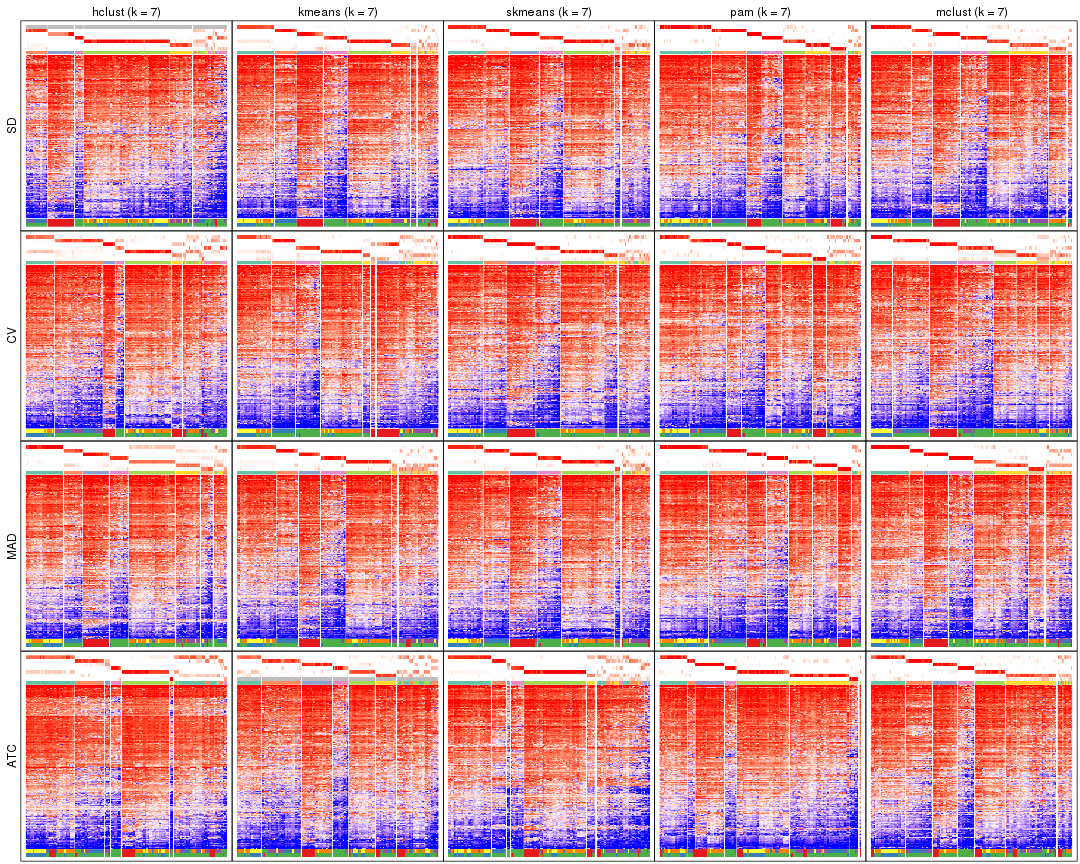 hclust (k = 7)
kmeans (k = 7)
skmeans (k = 7)
pam (k = 7)
mclust (k = 7)
SD
CV
MAD
ATC